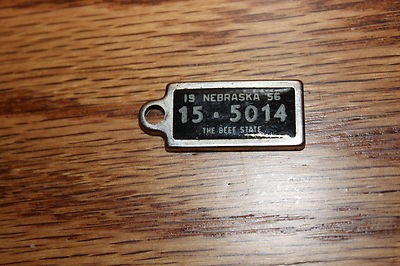 19 NEBRASKA 56
15 · 5014
THE BEEF STATE